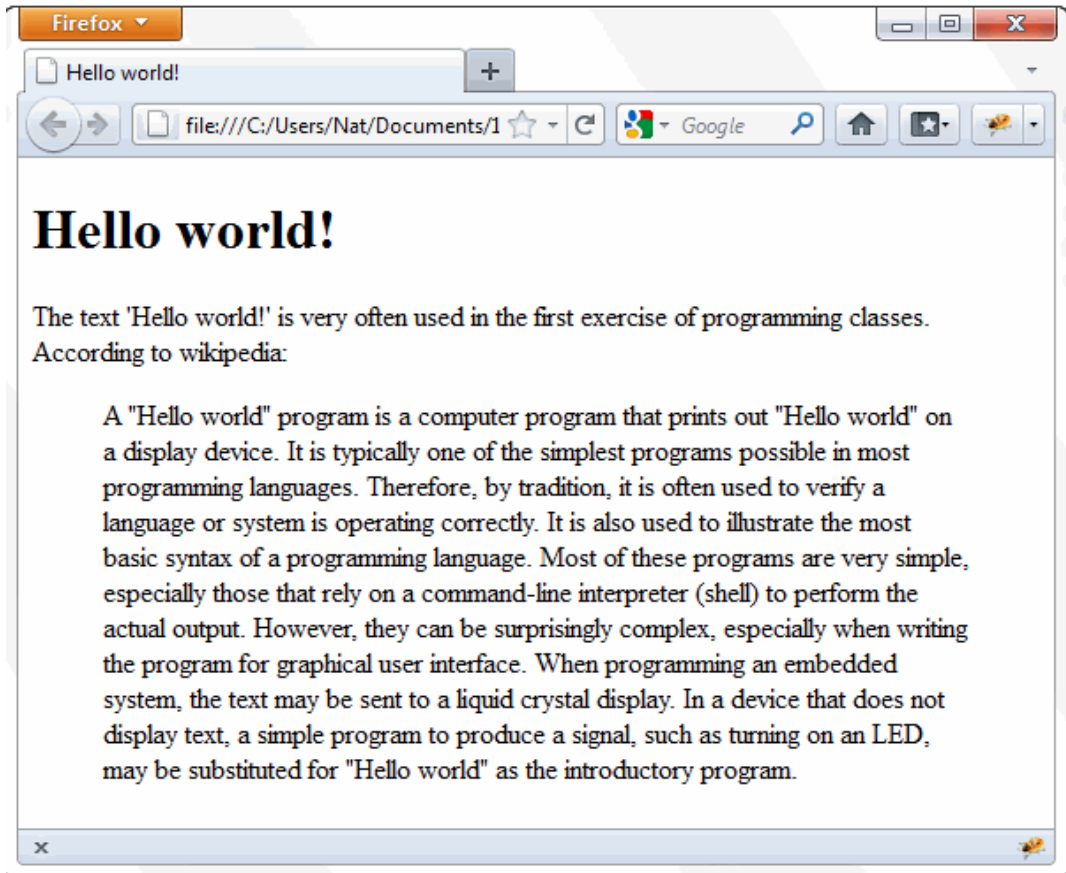 Firefox
Hello world!
file:///C:/Users/Nat/Documents/1
Google
Hello world!
The text 'Hello world!' is very often used in the first exercise of programming classes.
According to wikipedia:
A "Hello world" program is a computer program that prints out "Hello world" on
a display device. It is typically one of the simplest programs possible in most
programming languages. Therefore, by tradition, it is often used to verify a
language or system is operating correctly. It is also used to illustrate the most
basic syntax of a programming language. Most of these programs are very simple,
especially those that rely on a command-line interpreter (shell) to perform the
actual output. However, they can be surprisingly complex, especially when writing
the program for graphical user interface. When programming an embedded
system, the text may be sent to a liquid crystal display. In a device that does not
display text, a simple program to produce a signal, such as turning on an LED,
may be substituted for "Hello world" as the introductory program.